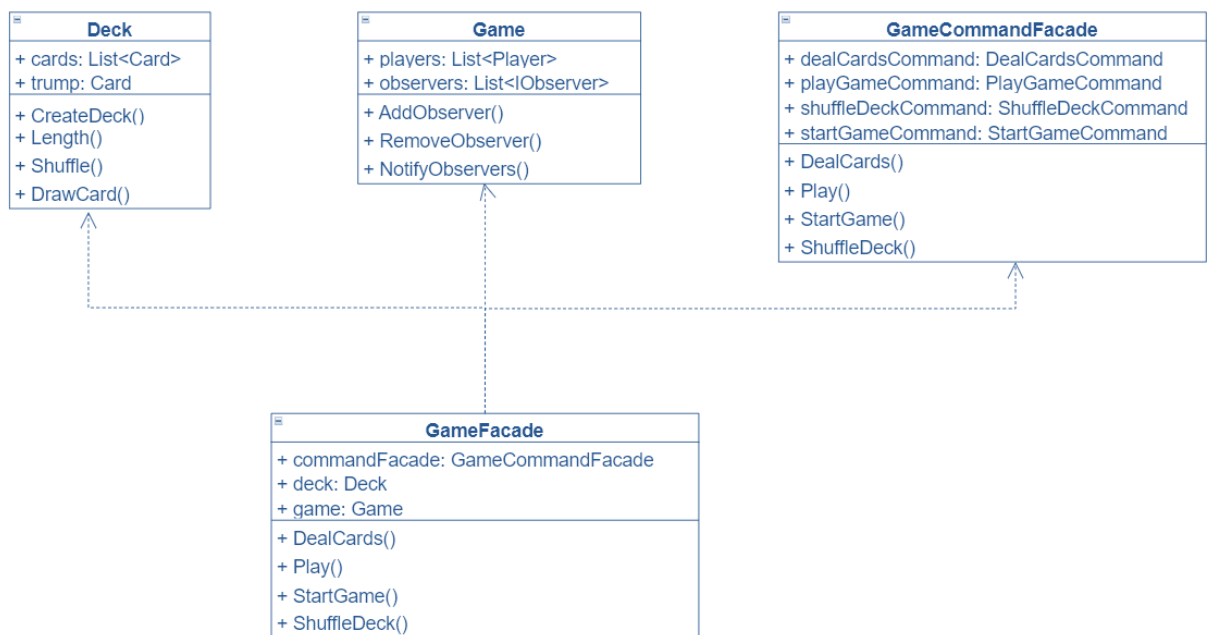 Deck
+ cards: List<Card>
+ trump: Card
+ CreateDeck()
+ Length()
+ Shuffle()
+ DrawCard()
Game
+ players: List<Player>
+ observers: List<IObserver>
+ AddObserver()
+ RemoveObserver()
+ NotifyObservers()
GameCommandFacade
+ dealCardsCommand: DealCardsCommand
+ playGameCommand: PlayGameCommand
+ shuffleDeckCommand: ShuffleDeckCommand
+ startGameCommand: StartGameCommand
+ DealCards()
+ Play()
+ StartGame()
+ ShuffleDeck()
GameFacade
+ commandFacade: GameCommandFacade
+ deck: Deck
+ game: Game
+ DealCards()
+ Play()
+ StartGame()
+ ShuffleDeck()